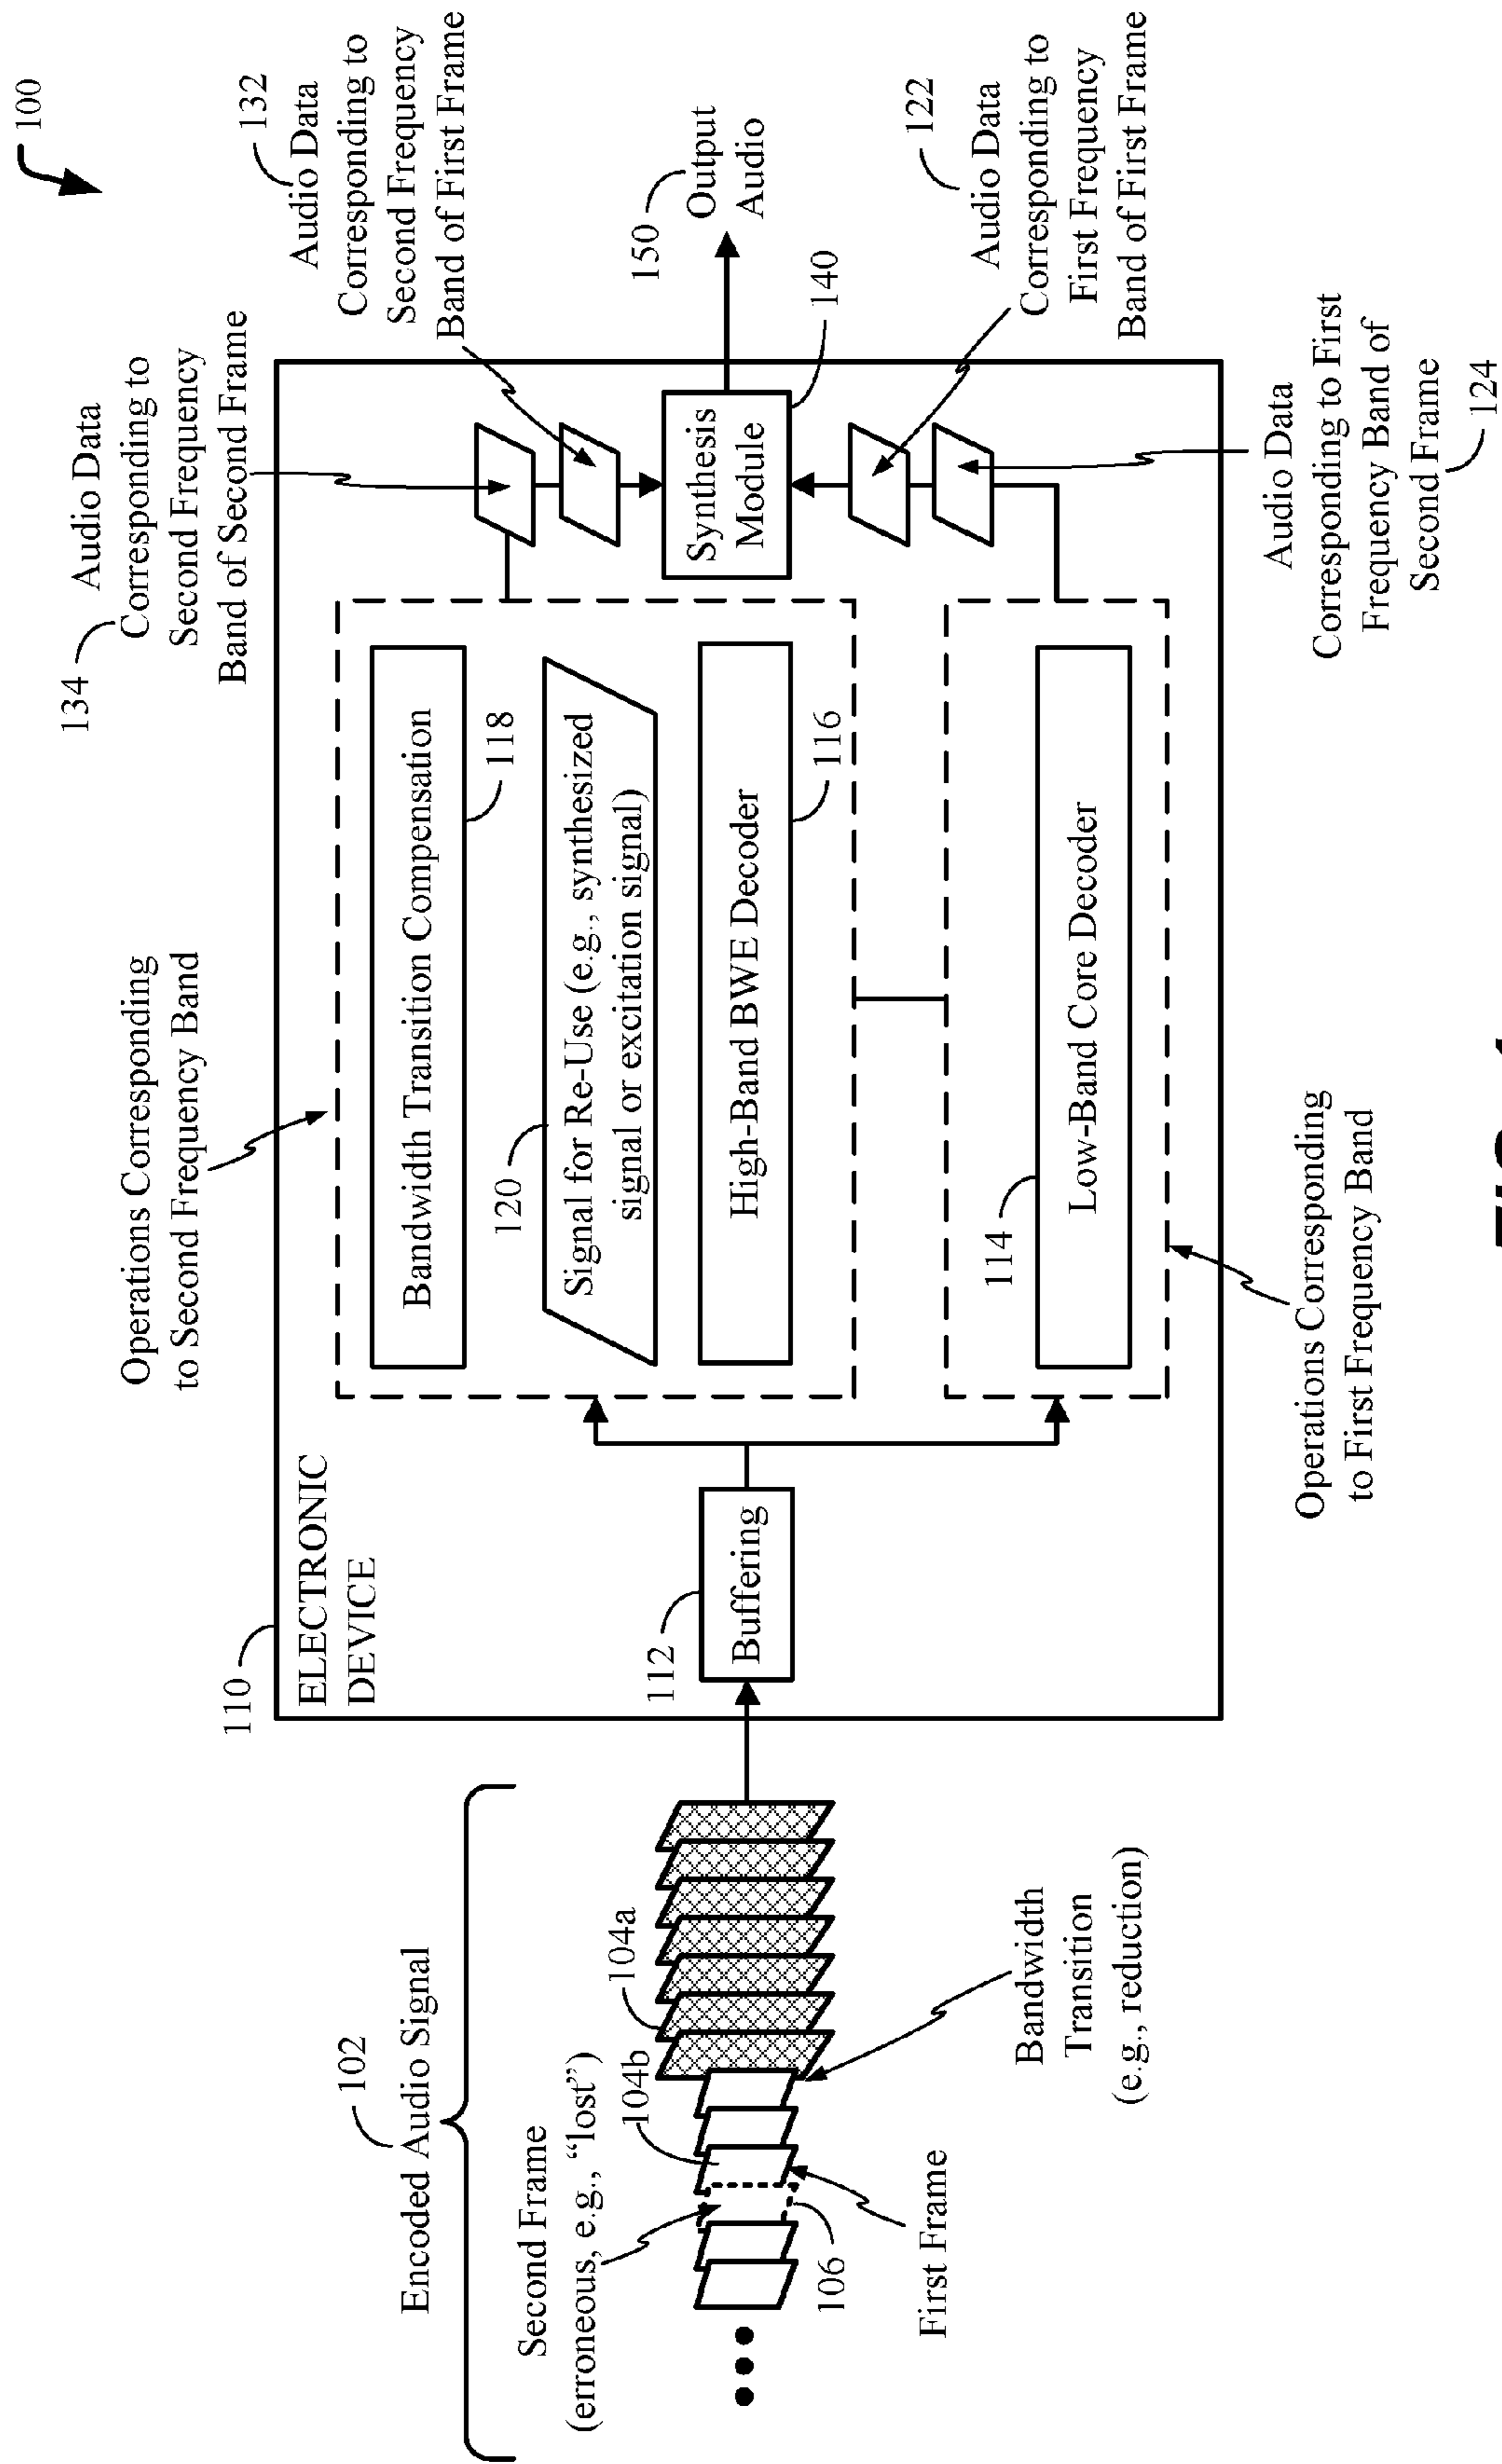 100
102
Encoded Audio Signal
Second Frame
(erroneous, e.g., “lost”)
104b
104a
106
First Frame
Bandwidth
Transition
(e.g., reduction)
110
ELECTRONIC
DEVICE
112
Buffering
Operations Corresponding
to Second Frequency Band
Bandwidth Transition Compensation
118
120
Signal for Re-Use (e.g., synthesized
signal or excitation signal)
High-Band BWE Decoder
116
114
Low-Band Core Decoder
Operations Corresponding
to First Frequency Band
134
Audio Data
Corresponding to
Second Frequency
Band of Second Frame
132
Audio Data
Corresponding to
Second Frequency
Band of First Frame
Synthesis
Module
140
150
Output
Audio
122
Audio Data
Corresponding to
First Frequency
Band of First Frame
Audio Data
Corresponding to First
Frequency Band of
Second Frame
124